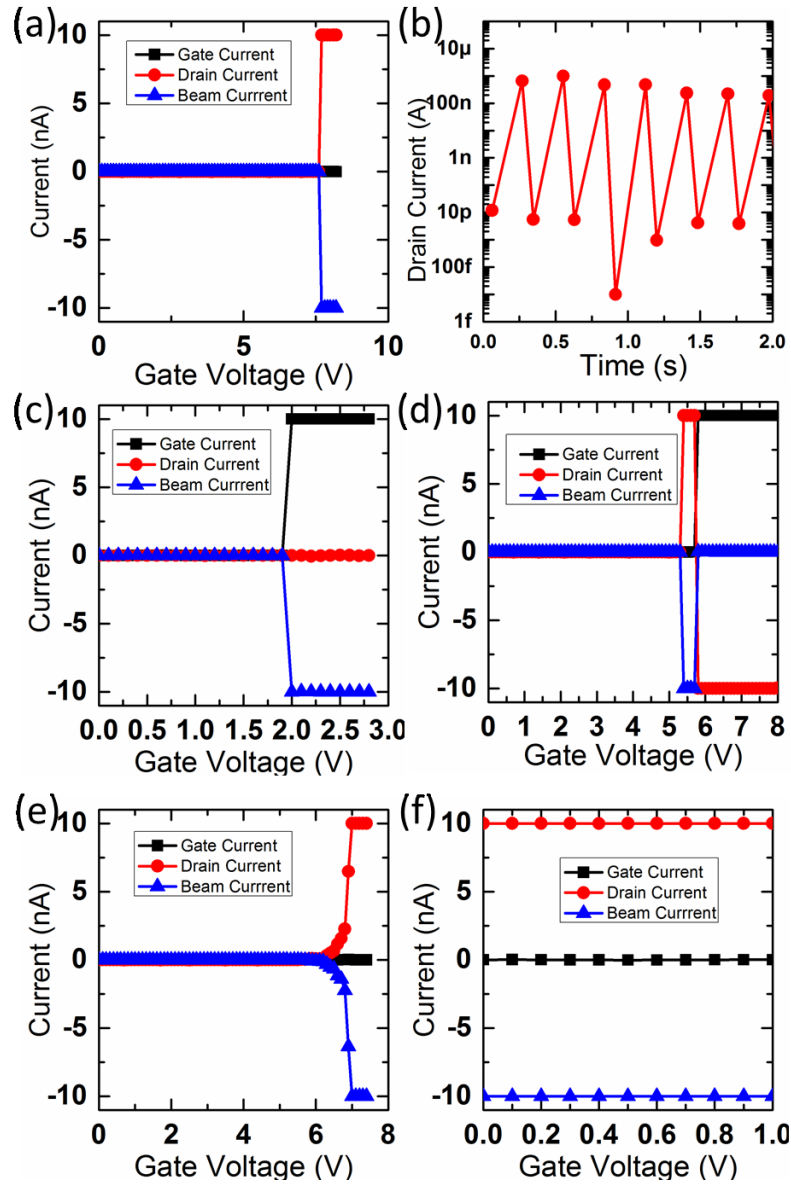 (a)
10
5
0
-5
-10
Current (nA)
Gate Current
Drain Current
Beam Currrent
0 5 10
Gate Voltage (V)
(b)
10µ
100n
1n
10p
100f
1f
Drain Current (A)
0.0 0.5 1.0 1.5 2.0
Time (s)
(c)
10
5
0
-5
-10
Current (nA)
Gate Current
Drain Current
Beam Currrent
0.0 0.5 1.0 1.5 2.0 2.5 3.0
Gate Voltage (V)
(d)
10
5
0
-5
-10
Current (nA)
Gate Current
Drain Current
Beam Currrent
0 1 2 3 4 5 6 7 8
Gate Voltage (V)
(e)
10
5
0
-5
-10
Current (nA)
Gate Current
Drain Current
Beam Currrent
0 2 4 6 8
Gate Voltage (V)
(f)
10
5
0
-5
-10
Current (nA)
Gate Current
Drain Current
Beam Currrent
0.0 0.2 0.4 0.6 0.8 1.0
Gate Voltage (V)